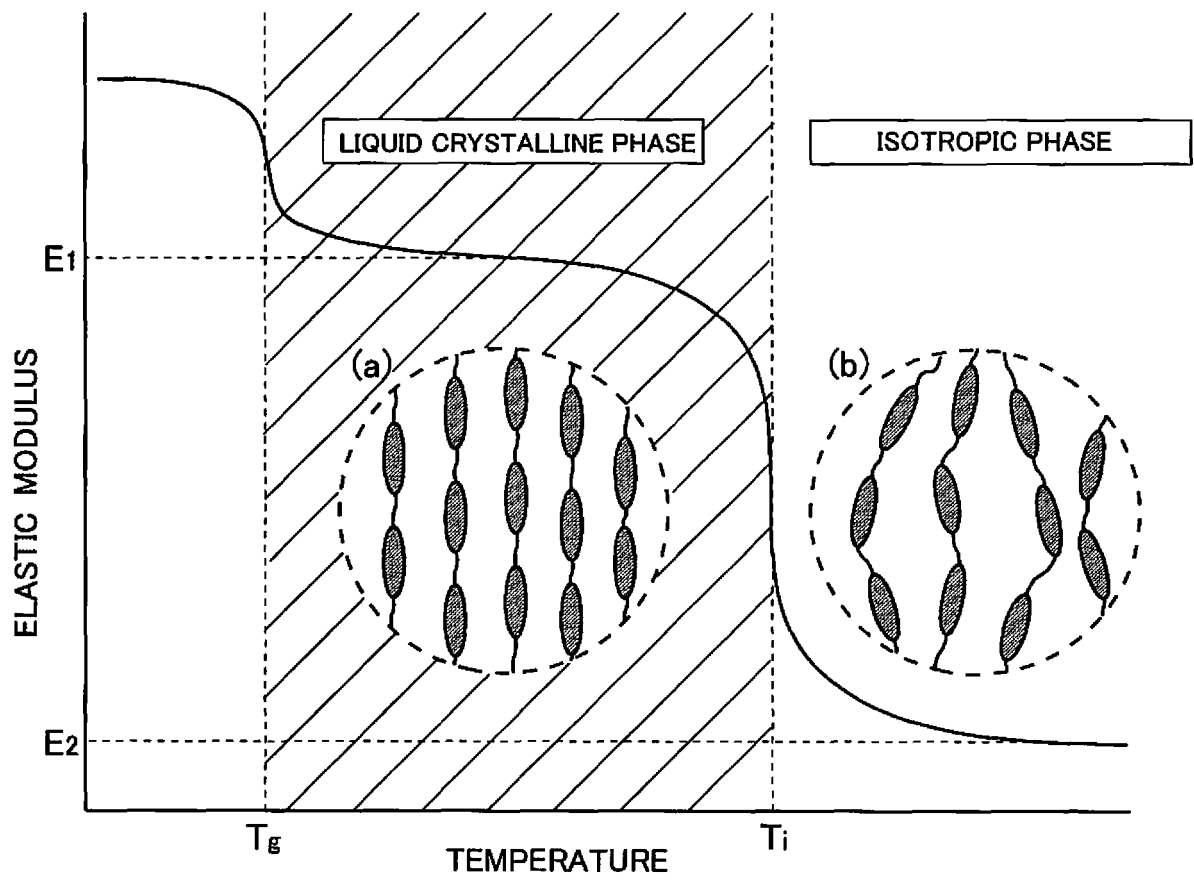 LIQUID CRYSTALLINE PHASE
ISOTROPIC PHASE
E1
(a)
(b)
ELASTIC MODULUS
E2
Tg
Ti
TEMPERATURE